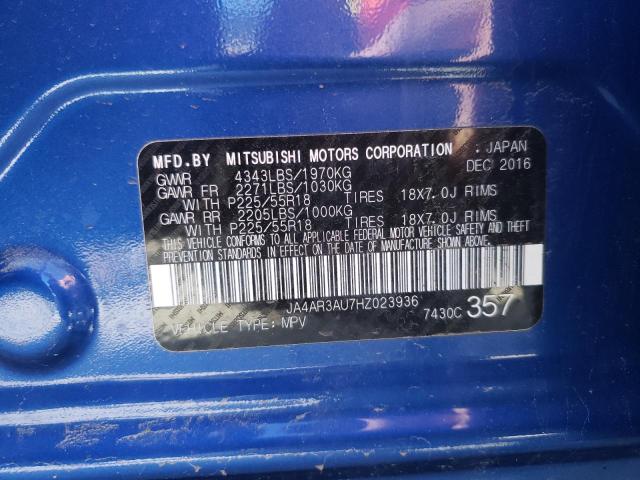 MFD.BY MITSUBISHI MOTORS CORPORATION : JAPAN
GVWR 4343LBS/1970KG DEC 2016
GAWR FR 2271LBS/1030KG
WITH P225/55R18 TIRES 18X7.0J RIMS
GAWR RR 2205LBS/1000KG
WITH P225/55R18 TIRES 18X7.0J RIMS
THIS VEHICLE CONFORMS TO ALL APPLICABLE FEDERAL MOTOR VEHICLE SAFETY AND THEFT
PREVENTION STANDARDS IN EFFECT ON THE DATE OF MANUFACTURE SHOWN ABOVE.
JA4AR3AU7HZ023936
VEHICLE TYPE: MPV 7430C 357